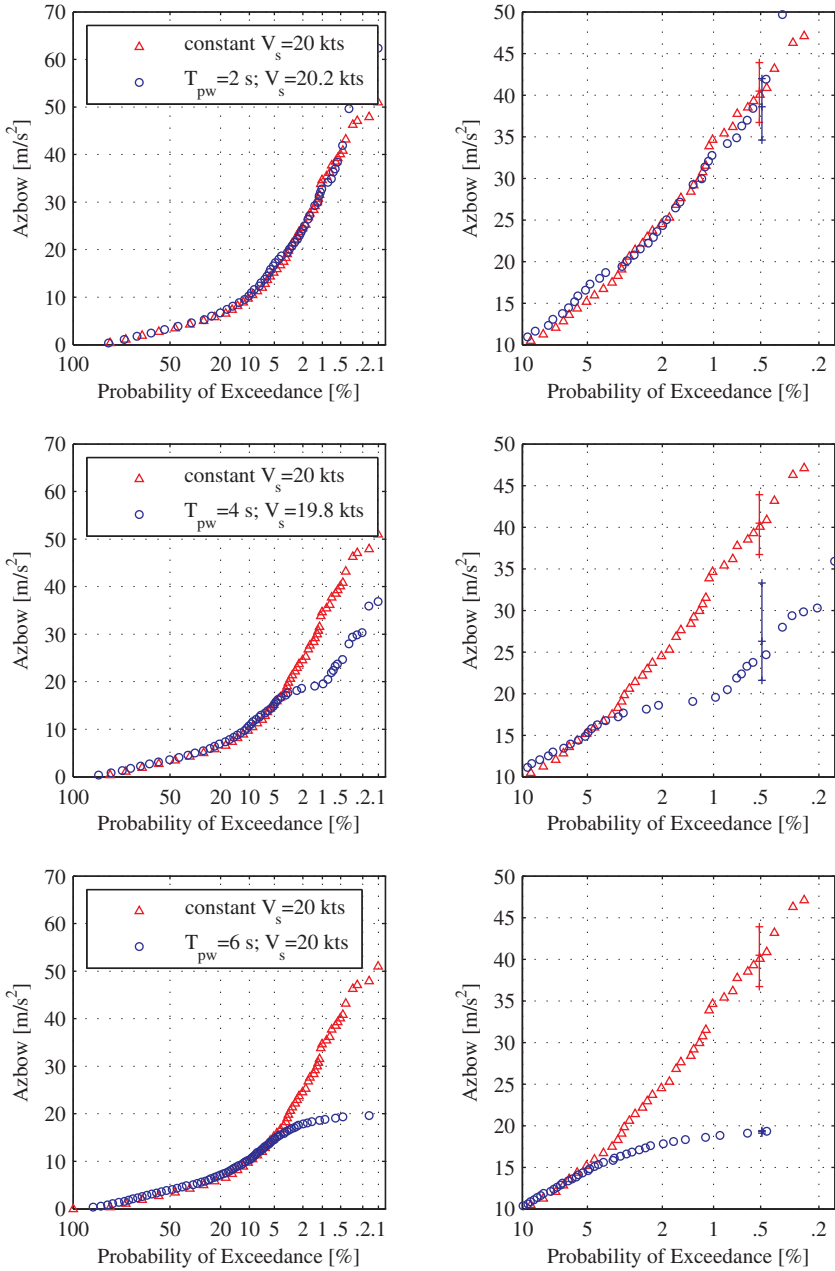 70
60
50
40
30
20
10
0
Azbow [m/s²]
constant V_s=20 kts
T_pw=2 s; V_s=20.2 kts
100 50 20 10 5 2 1 .5 .2 .1
Probability of Exceedance [%]
50
45
40
35
30
25
20
15
10
Azbow [m/s²]
10 5 2 1 .5 .2
Probability of Exceedance [%]
70
60
50
40
30
20
10
0
Azbow [m/s²]
constant V_s=20 kts
T_pw=4 s; V_s=19.8 kts
100 50 20 10 5 2 1 .5 .2 .1
Probability of Exceedance [%]
50
45
40
35
30
25
20
15
10
Azbow [m/s²]
10 5 2 1 .5 .2
Probability of Exceedance [%]
70
60
50
40
30
20
10
0
Azbow [m/s²]
constant V_s=20 kts
T_pw=6 s; V_s=20 kts
100 50 20 10 5 2 1 .5 .2 .1
Probability of Exceedance [%]
50
45
40
35
30
25
20
15
10
Azbow [m/s²]
10 5 2 1 .5 .2
Probability of Exceedance [%]